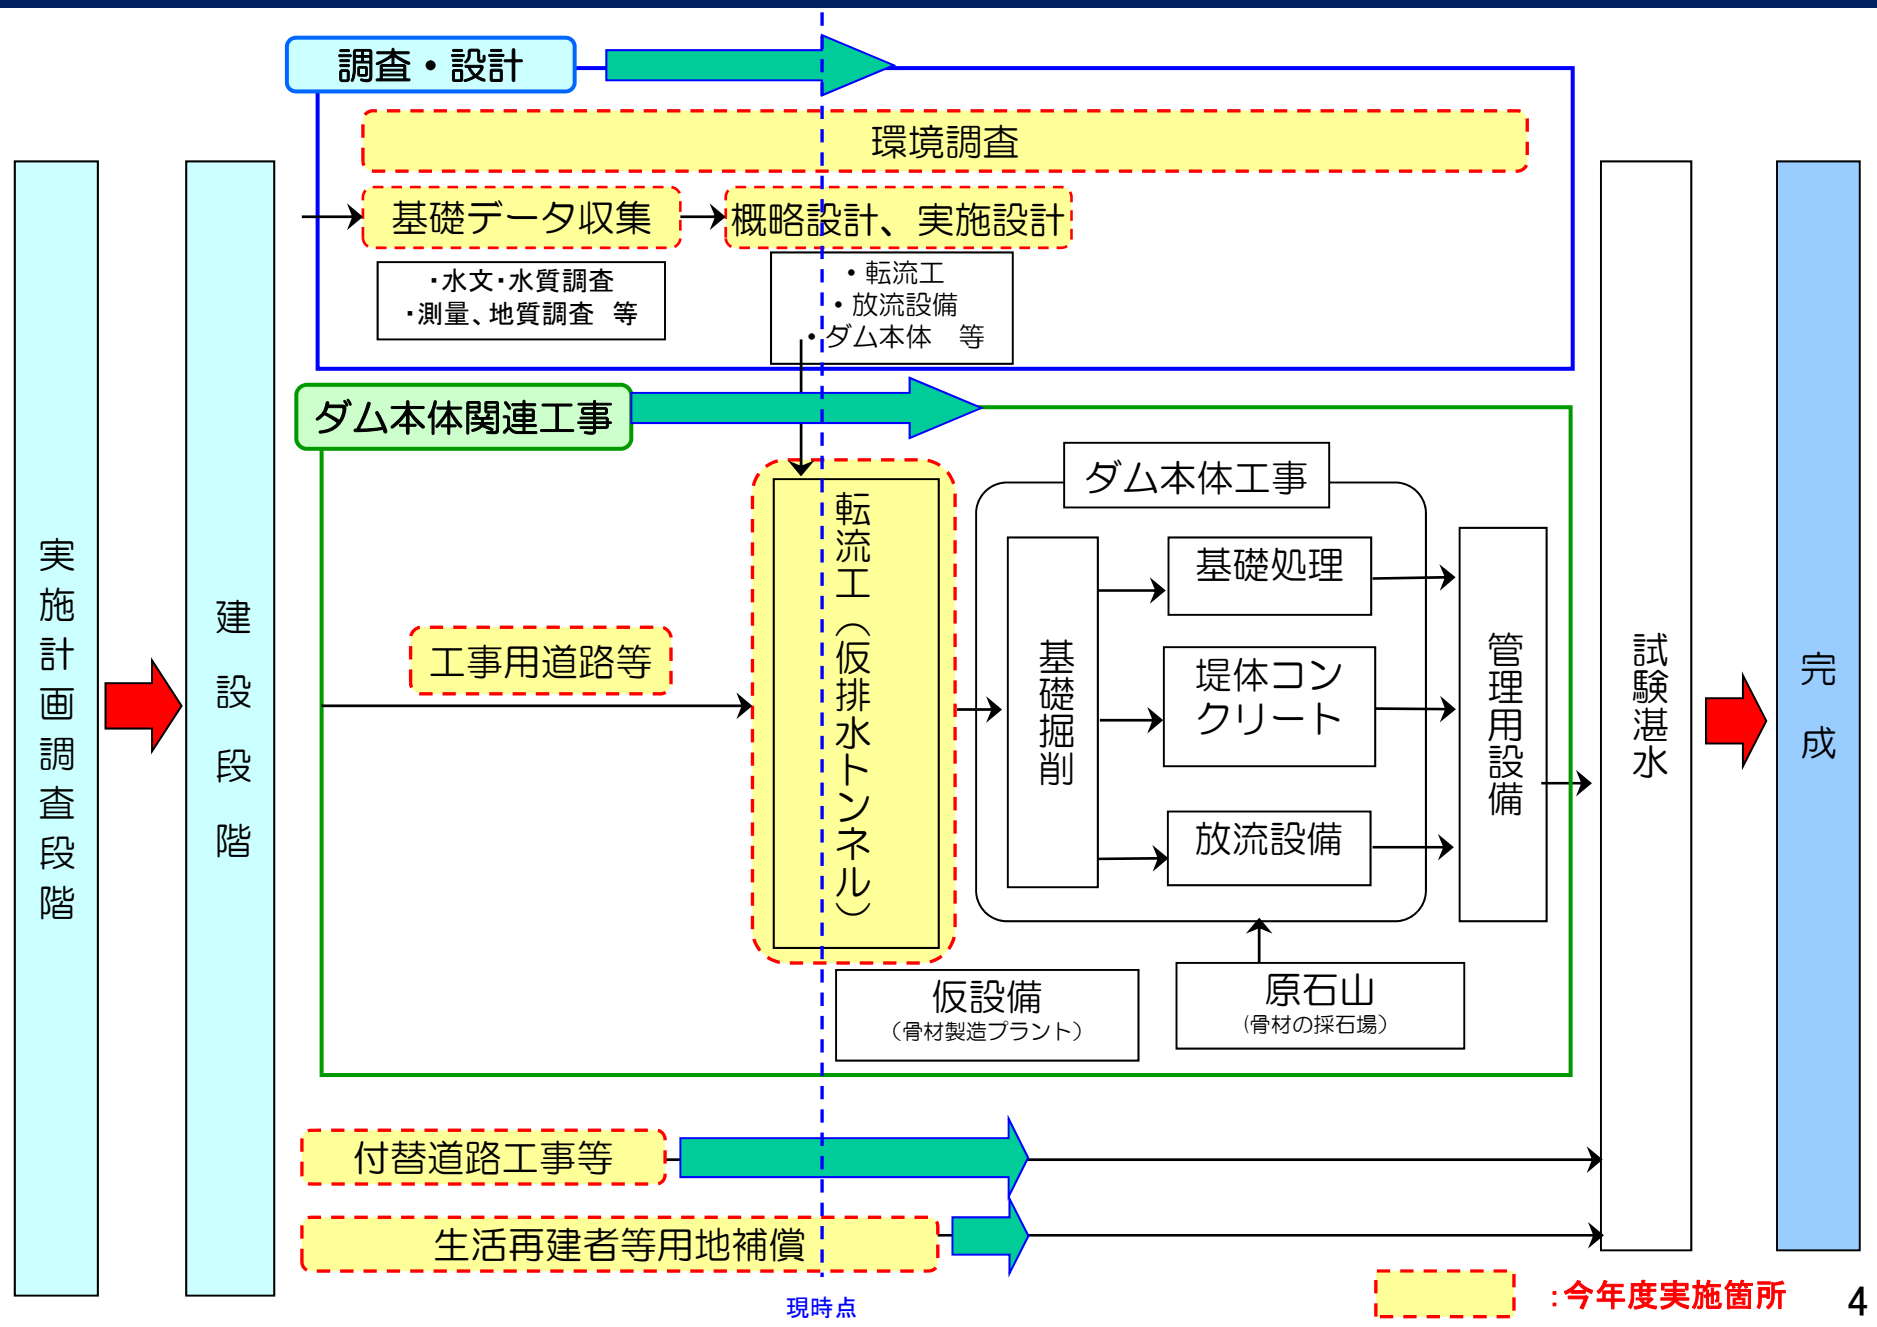 調査・設計
環境調査
基礎データ収集
概略設計、実施設計
・水文・水質調査
・測量、地質調査　等
・転流工
・放流設備
・ダム本体　等
実施計画調査段階
建設段階
ダム本体関連工事
工事用道路等
転流工（仮排水トンネル）
ダム本体工事
基礎掘削
基礎処理
堤体コン
クリート
放流設備
管理用設備
仮設備
（骨材製造プラント）
原石山
（骨材の採石場）
試験湛水
完成
付替道路工事等
生活再建者等用地補償
現時点
：今年度実施箇所
4